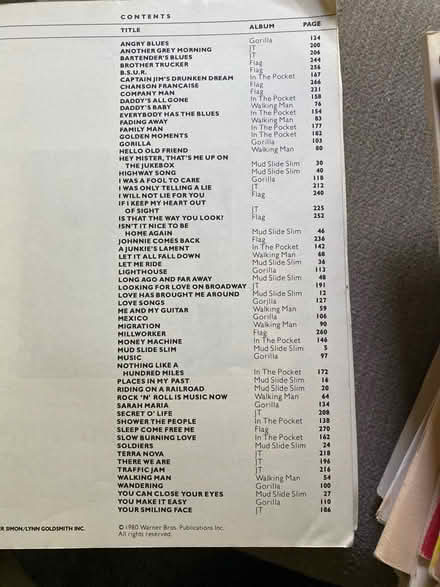 CONTENTS
TITLE ALBUM PAGE
ANGRY BLUES Gorilla 124
ANOTHER GREY MORNING JT 200
BARTENDER'S BLUES JT 206
BROTHER TRUCKER Flag 244
B.S.U.R. Flag 256
CAPTAIN JIM'S DRUNKEN DREAM In The Pocket 167
CHANSON FRANCAISE Flag 266
COMPANY MAN Flag 221
DADDY'S ALL GONE In The Pocket 158
DADDY'S BABY Walking Man 76
EVERYBODY HAS THE BLUES In The Pocket 154
FADING AWAY Walking Man 83
FAMILY MAN In The Pocket 177
GOLDEN MOMENTS In The Pocket 182
GORILLA Gorilla 103
HELLO OLD FRIEND Walking Man 80
HEY MISTER, THAT'S ME UP ON
THE JUKEBOX Mud Slide Slim 30
HIGHWAY SONG Mud Slide Slim 40
I WAS A FOOL TO CARE Gorilla 118
I WAS ONLY TELLING A LIE JT 212
I WILL NOT LIE FOR YOU Flag 240
IF I KEEP MY HEART OUT
OF SIGHT JT 225
IS THAT THE WAY YOU LOOK? Flag 252
ISN'T IT NICE TO BE
HOME AGAIN Mud Slide Slim 46
JOHNNIE COMES BACK Flag 236
A JUNKIE'S LAMENT In The Pocket 142
LET IT ALL FALL DOWN Walking Man 68
LET ME RIDE Mud Slide Slim 36
LIGHTHOUSE Gorilla 113
LONG AGO AND FAR AWAY Mud Slide Slim 48
LOOKING FOR LOVE ON BROADWAY JT 191
LOVE HAS BROUGHT ME AROUND Mud Slide Slim 12
LOVE SONGS Gorilla 127
ME AND MY GUITAR Walking Man 59
MEXICO Gorilla 106
MIGRATION Walking Man 90
MILLWORKER Flag 260
MONEY MACHINE In The Pocket 146
MUD SLIDE SLIM Mud Slide Slim 5
MUSIC Gorilla 97
NOTHING LIKE A
HUNDRED MILES In The Pocket 172
PLACES IN MY PAST Mud Slide Slim 16
RIDING ON A RAILROAD Mud Slide Slim 20
ROCK 'N' ROLL IS MUSIC NOW Walking Man 64
SARAH MARIA Gorilla 134
SECRET O' LIFE JT 208
SHOWER THE PEOPLE In The Pocket 138
SLEEP COME FREE ME Flag 270
SLOW BURNING LOVE In The Pocket 162
SOLDIERS Mud Slide Slim 24
TERRA NOVA JT 218
THERE WE ARE JT 196
TRAFFIC JAM JT 216
WALKING MAN Walking Man 54
WANDERING Gorilla 100
YOU CAN CLOSE YOUR EYES Mud Slide Slim 27
YOU MAKE IT EASY Gorilla 110
YOUR SMILING FACE JT 186
SIMON/LYNN GOLDSMITH INC.
© 1980 Warner Bros. Publications Inc.
All rights reserved.